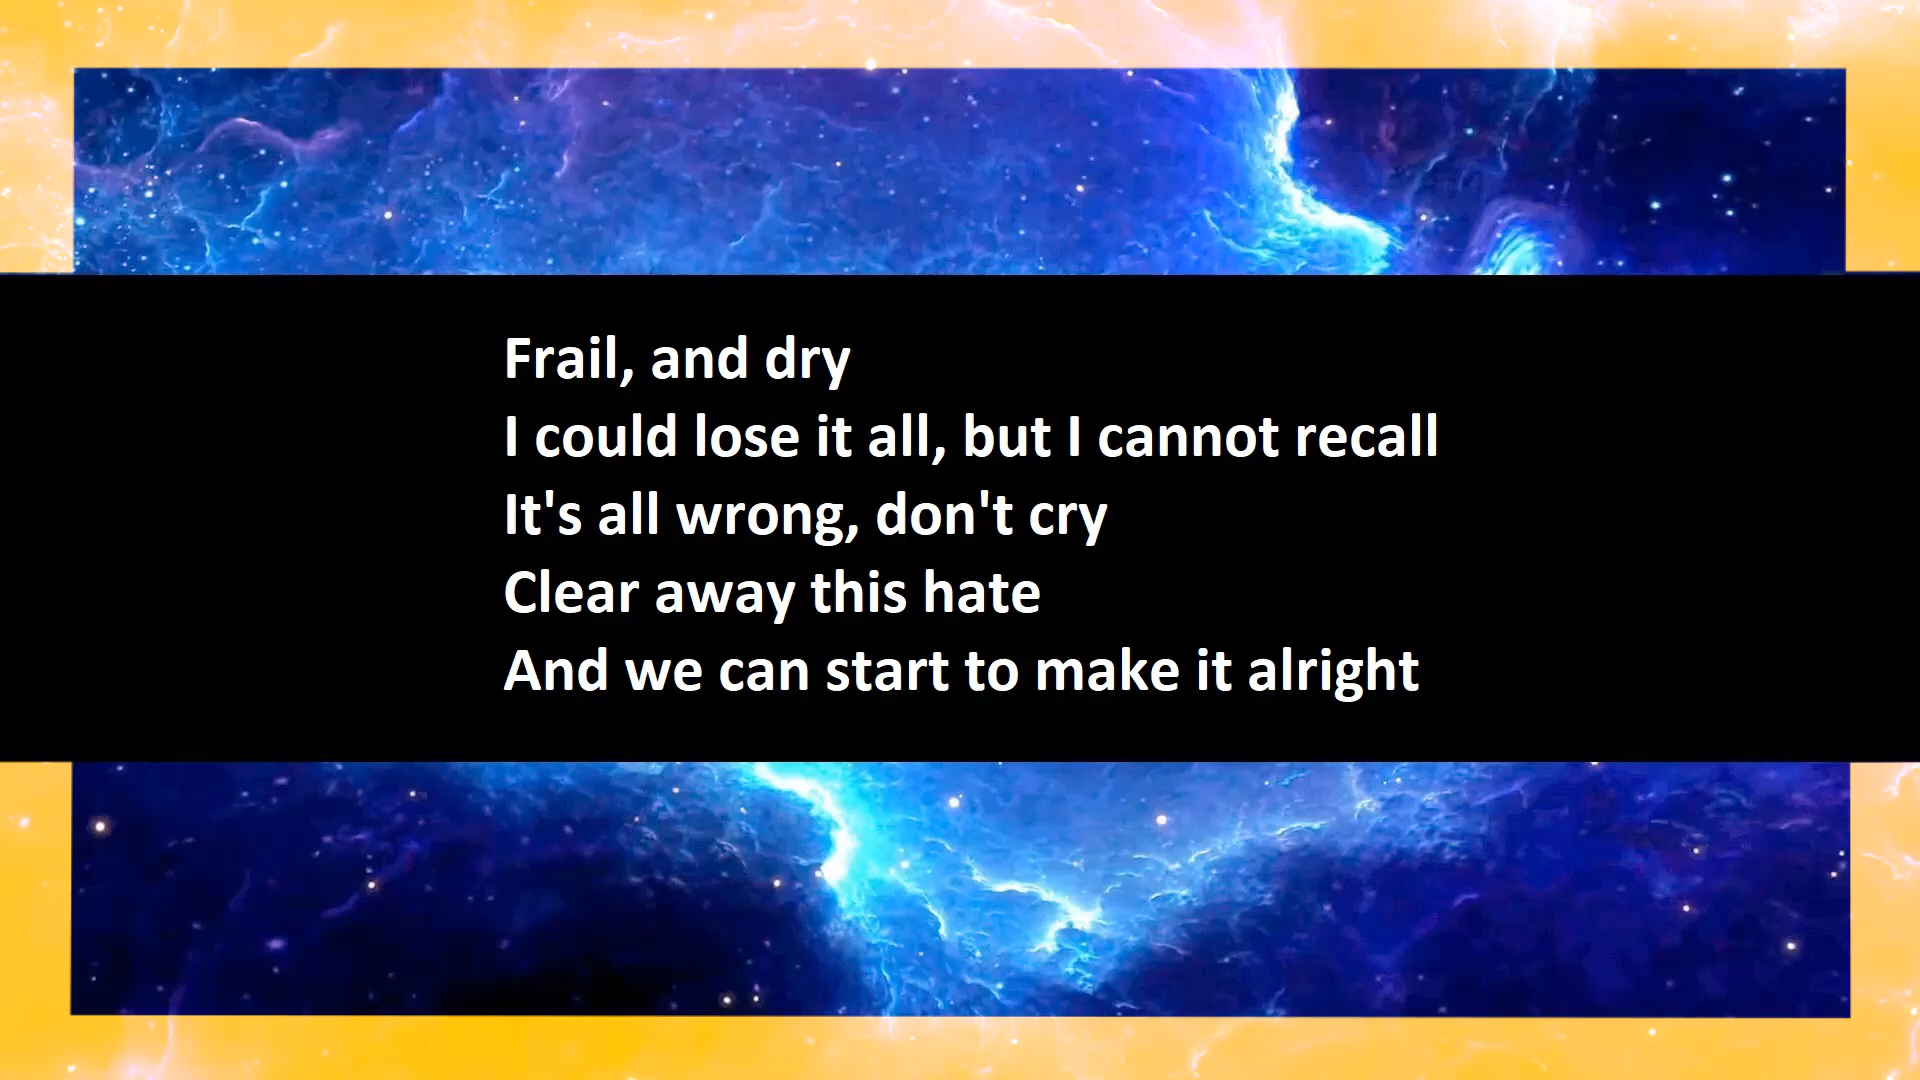 Frail, and dry
I could lose it all, but I cannot recall
It's all wrong, don't cry
Clear away this hate
And we can start to make it alright